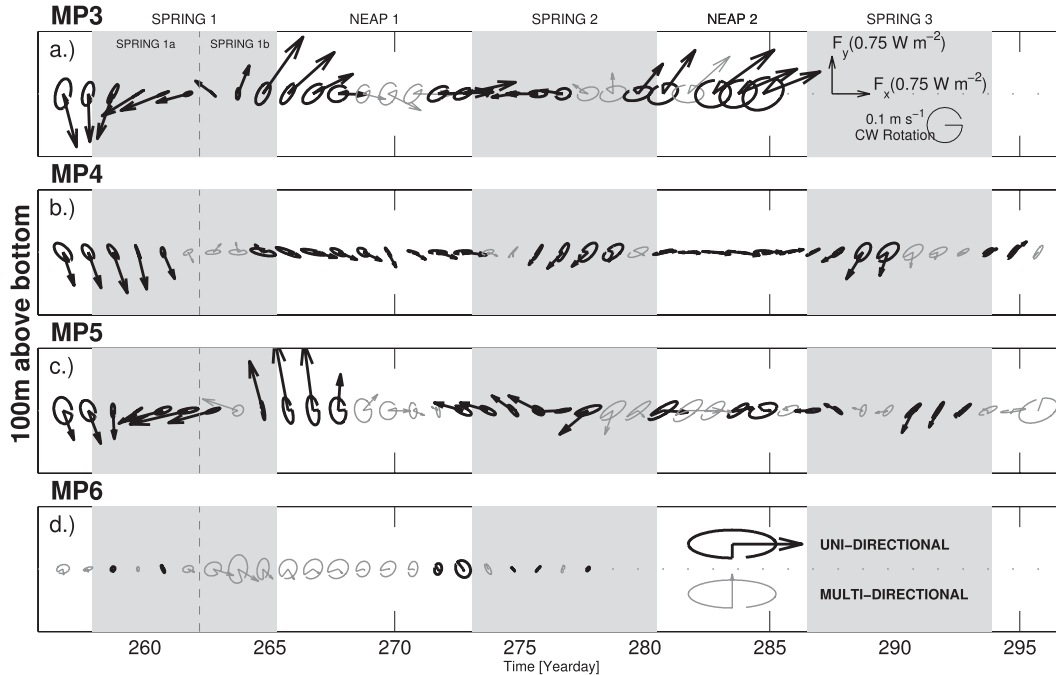 MP3
SPRING 1
NEAP 1
SPRING 2
NEAP 2
SPRING 3
a.)
SPRING 1a
SPRING 1b
Fy(0.75 W m−2)
Fx(0.75 W m−2)
0.1 m s−1
CW Rotation
MP4
b.)
100m above bottom
MP5
c.)
MP6
d.)
UNI−DIRECTIONAL
MULTI−DIRECTIONAL
260 265 270 275 280 285 290 295
Time [Yearday]